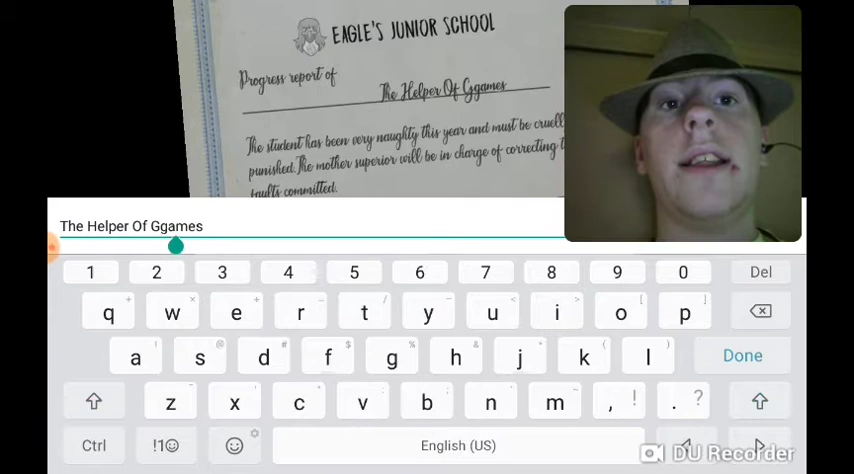 EAGLE'S JUNIOR SCHOOL
Progress report of
The Helper Of Ggames
The student has been very naughty this year and must be cruell
punished. The mother superior will be in charge of correcting t
faults committed.
The Helper Of Ggames
1 2 3 4 5 6 7 8 9 0 Del
q w e r t y u i o p
a s d f g h j k l Done
z x c v b n m , ! . ?
Ctrl !1☺ English (US)
DU Recorder